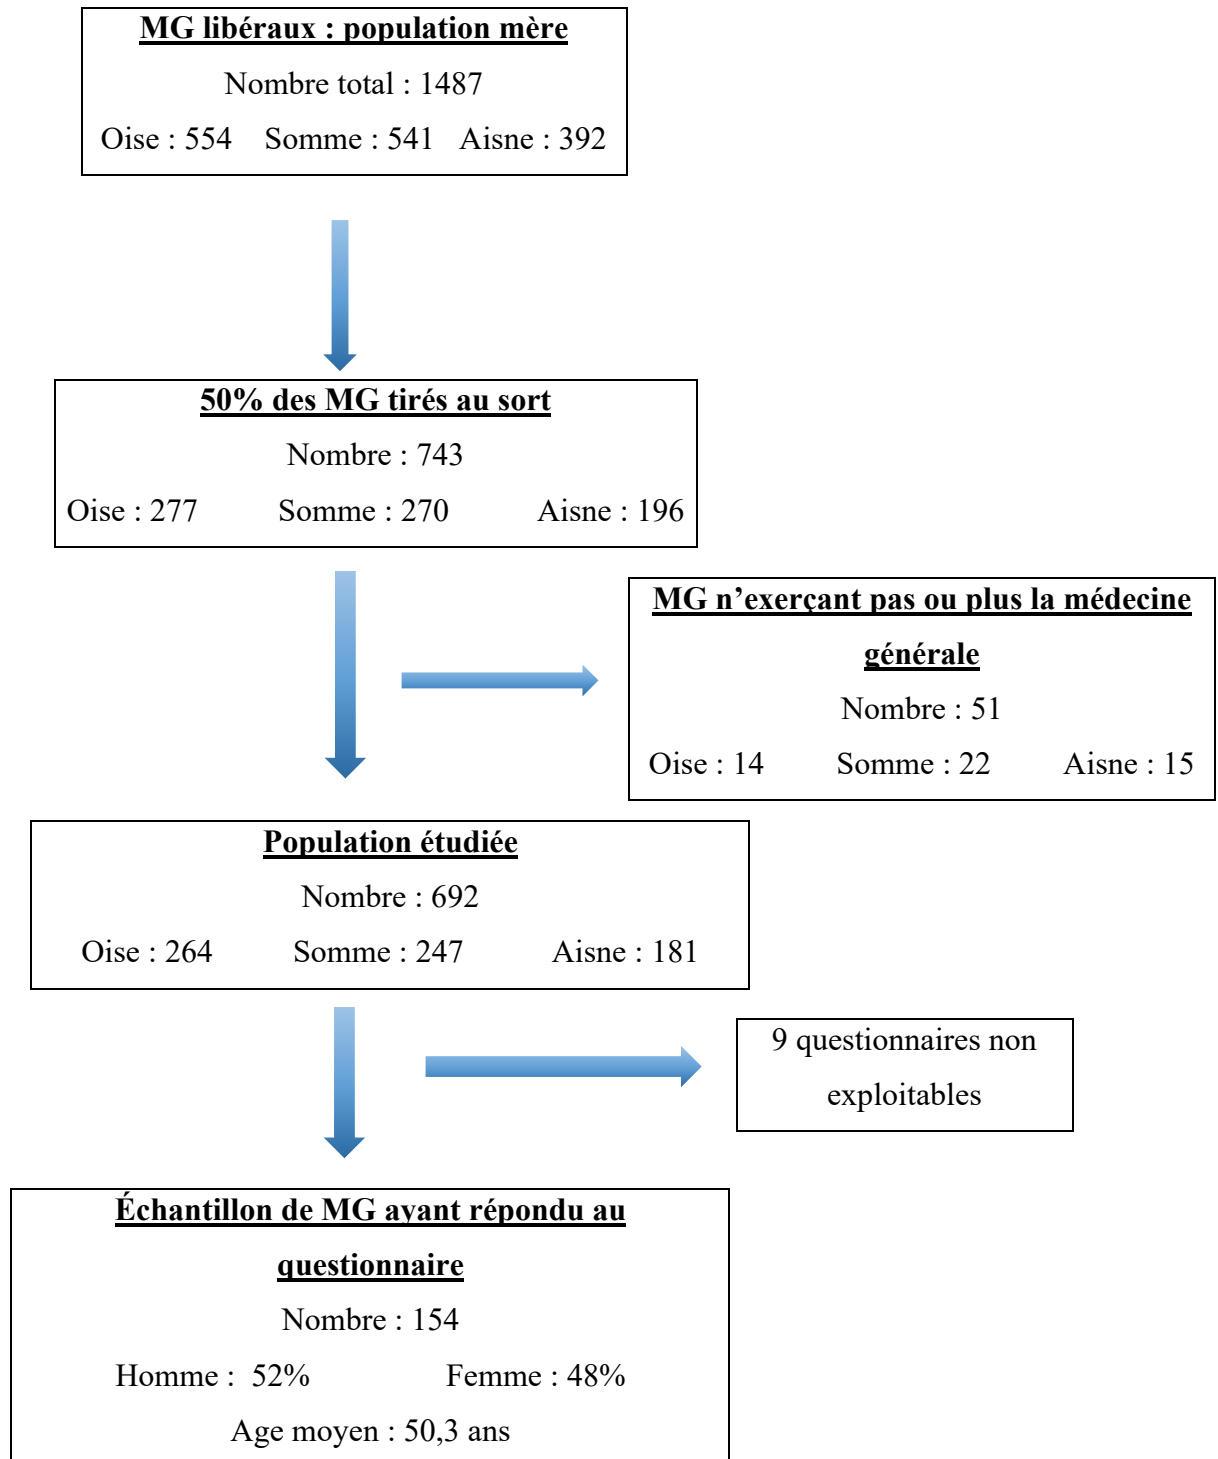 MG libéraux : population mère
Nombre total : 1487
Oise : 554 Somme : 541 Aisne : 392
50% des MG tirés au sort
Nombre : 743
Oise : 277 Somme : 270 Aisne : 196
MG n’exerçant pas ou plus la médecine
générale
Nombre : 51
Oise : 14 Somme : 22 Aisne : 15
Population étudiée
Nombre : 692
Oise : 264 Somme : 247 Aisne : 181
9 questionnaires non
exploitables
Échantillon de MG ayant répondu au
questionnaire
Nombre : 154
Homme : 52% Femme : 48%
Age moyen : 50,3 ans